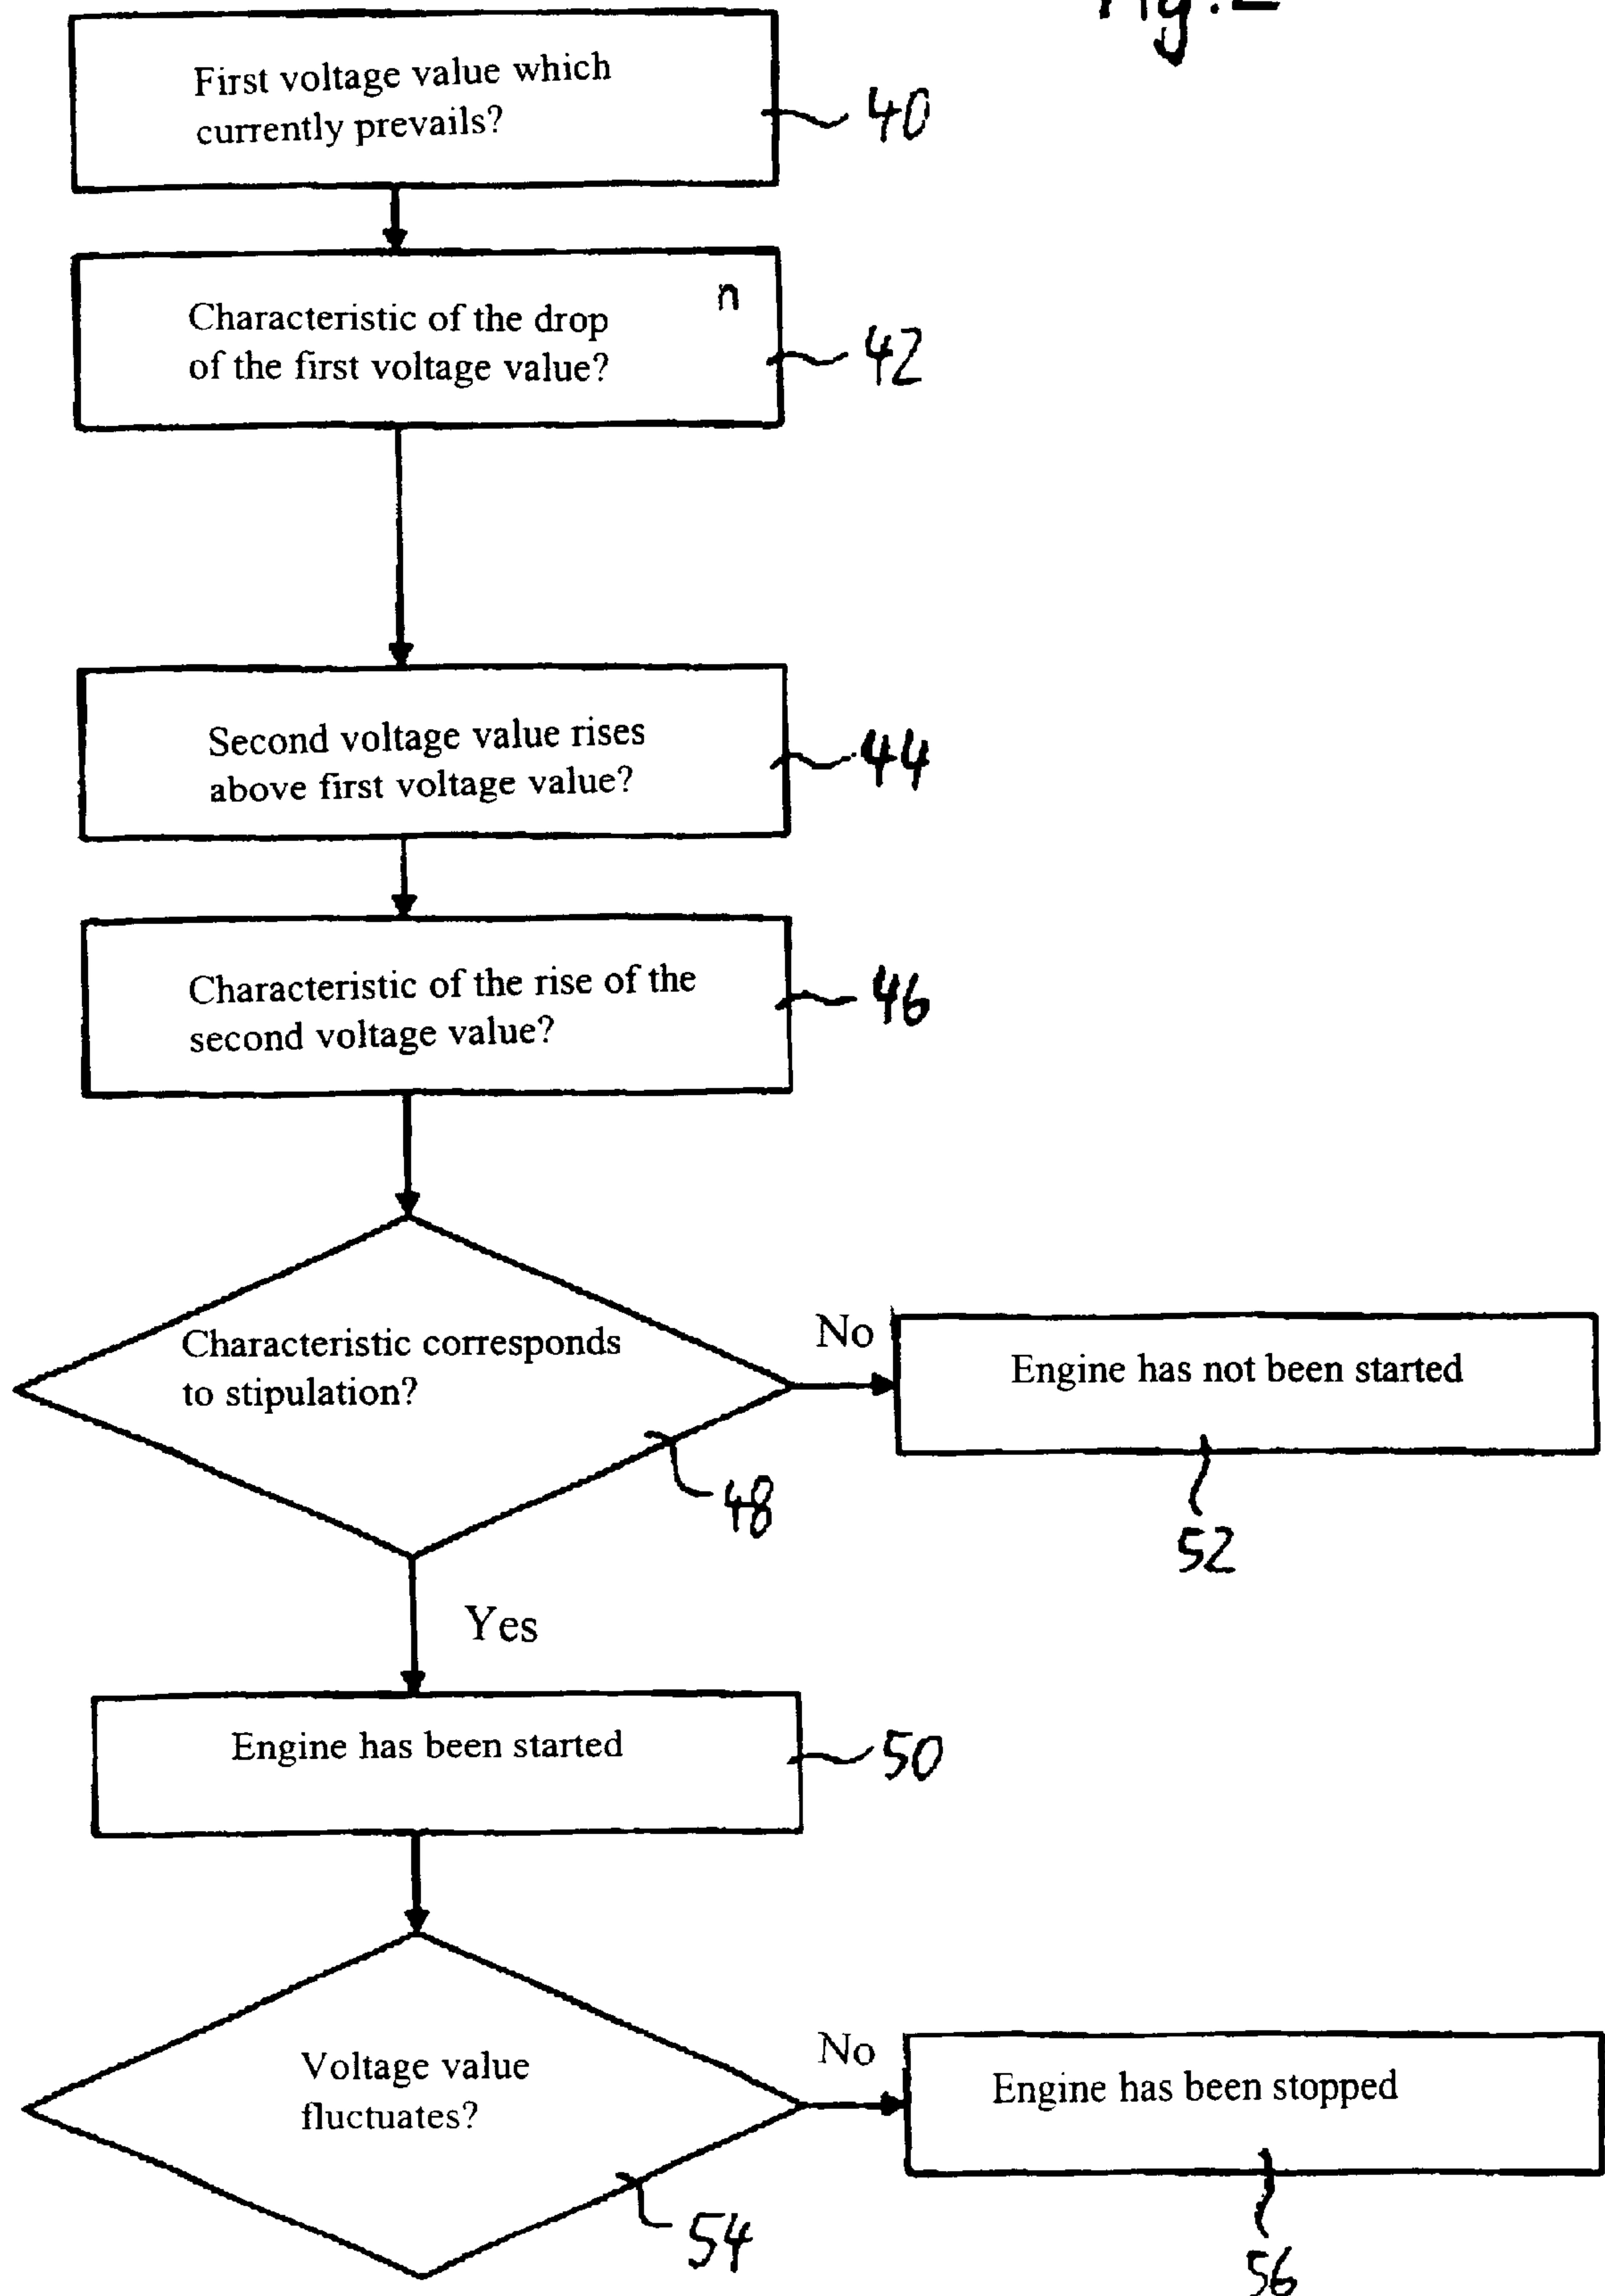 Fig. 2
First voltage value which
currently prevails?
40
n
Characteristic of the drop
of the first voltage value?
42
Second voltage value rises
above first voltage value?
44
Characteristic of the rise of the
second voltage value?
46
Characteristic corresponds
to stipulation?
No
Engine has not been started
48
52
Yes
Engine has been started
50
Voltage value
fluctuates?
No
Engine has been stopped
54
56